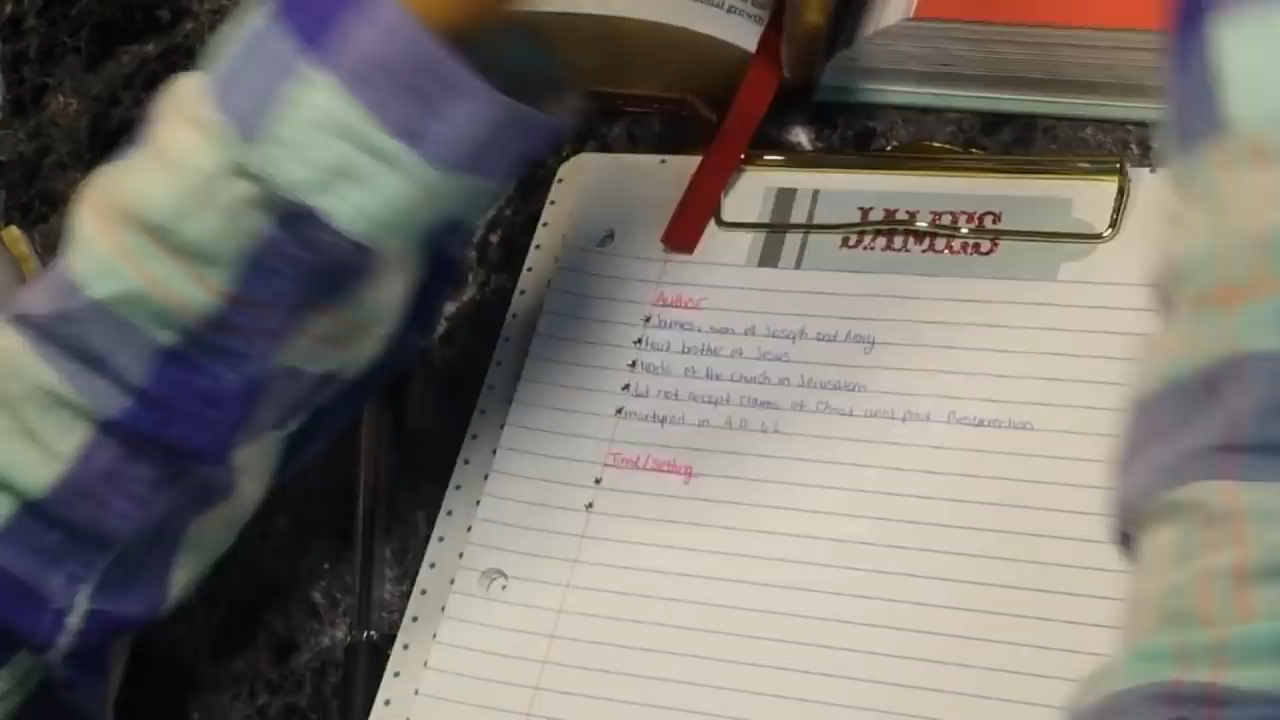 growth
JAMES
Author
*James, son of Joseph and Mary
*Half brother of Jesus
of the Church in Jerusalem
*did not accept claims of Christ until post-Resurrection
*martyred in A.D. 62
Time/Setting
*
*